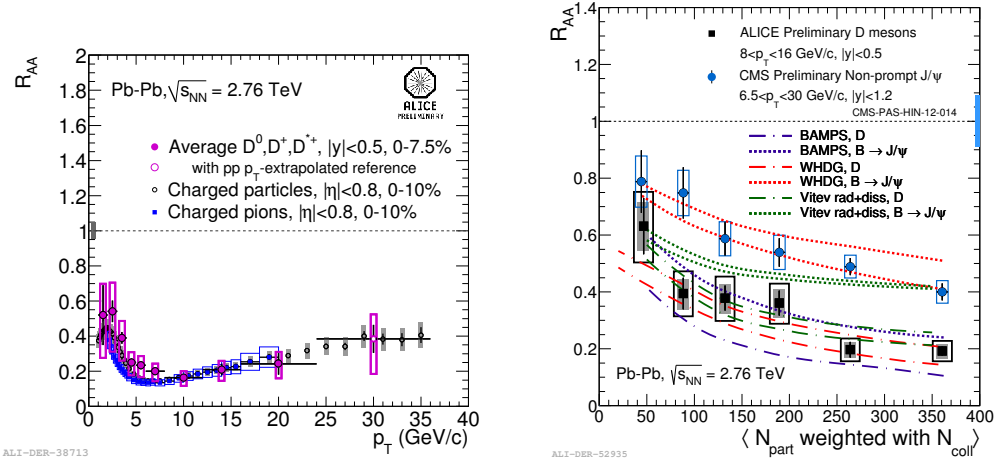 R_AA
2
1.8
1.6
1.4
1.2
1
0.8
0.6
0.4
0.2
0
Pb-Pb, √s_NN = 2.76 TeV
ALICE
PRELIMINARY
Average D⁰,D⁺,D*⁺, |y|<0.5, 0-7.5%
with pp p_T-extrapolated reference
Charged particles, |η|<0.8, 0-10%
Charged pions, |η|<0.8, 0-10%
0 5 10 15 20 25 30 35 40
p_T (GeV/c)
ALI-DER-38713
R_AA
1.4
1.2
1
0.8
0.6
0.4
0.2
0.0
ALICE Preliminary D mesons
8<p_T<16 GeV/c, |y|<0.5
CMS Preliminary Non-prompt J/ψ
6.5<p_T<30 GeV/c, |y|<1.2
CMS-PAS-HIN-12-014
BAMPS, D
BAMPS, B → J/ψ
WHDG, D
WHDG, B → J/ψ
Vitev rad+diss, D
Vitev rad+diss, B → J/ψ
Pb-Pb, √s_NN = 2.76 TeV
0 50 100 150 200 250 300 350 400
⟨ N_part weighted with N_coll ⟩
ALI-DER-52935